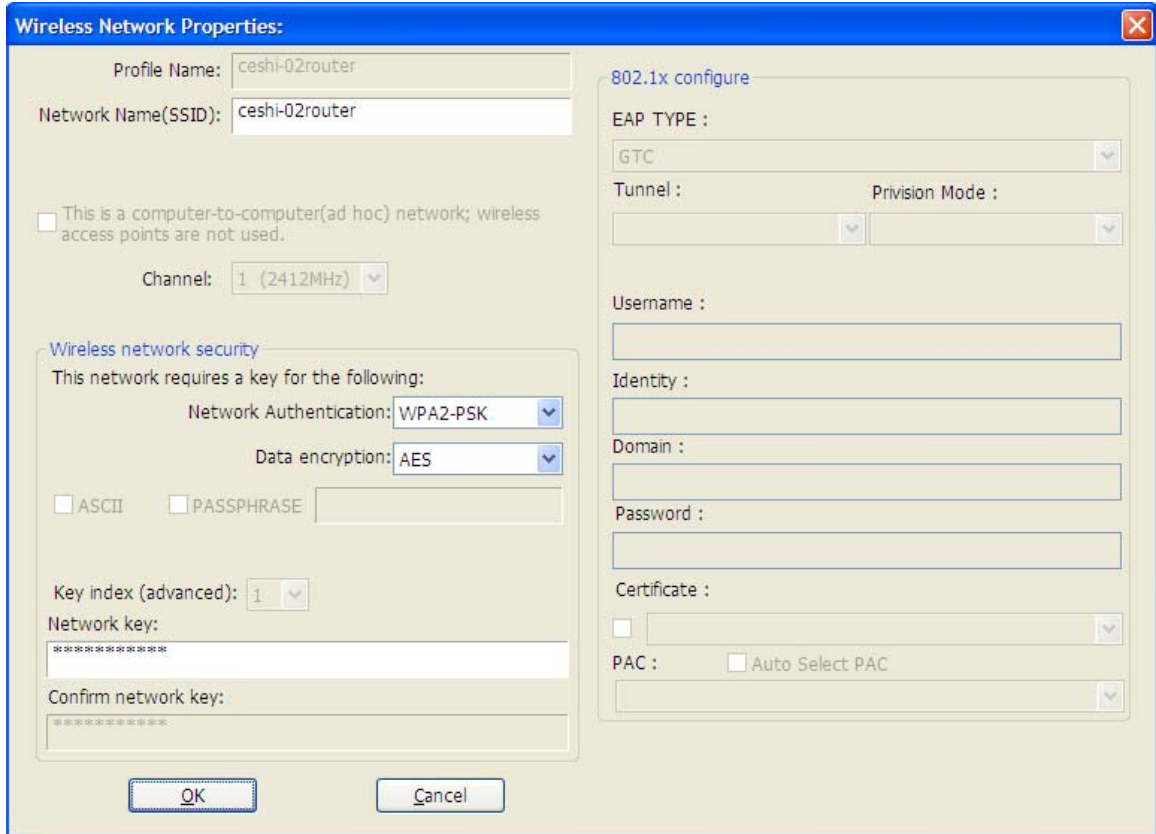 Wireless Network Properties:
Profile Name: ceshi-02router
Network Name(SSID): ceshi-02router
This is a computer-to-computer(ad hoc) network; wireless
access points are not used.
Channel: 1 (2412MHz)
Wireless network security
This network requires a key for the following:
Network Authentication: WPA2-PSK
Data encryption: AES
ASCII PASSPHRASE
Key index (advanced): 1
Network key:
***********
Confirm network key:
***********
OK Cancel
802.1x configure
EAP TYPE :
GTC
Tunnel : Privision Mode :
Username :
Identity :
Domain :
Password :
Certificate :
PAC : Auto Select PAC